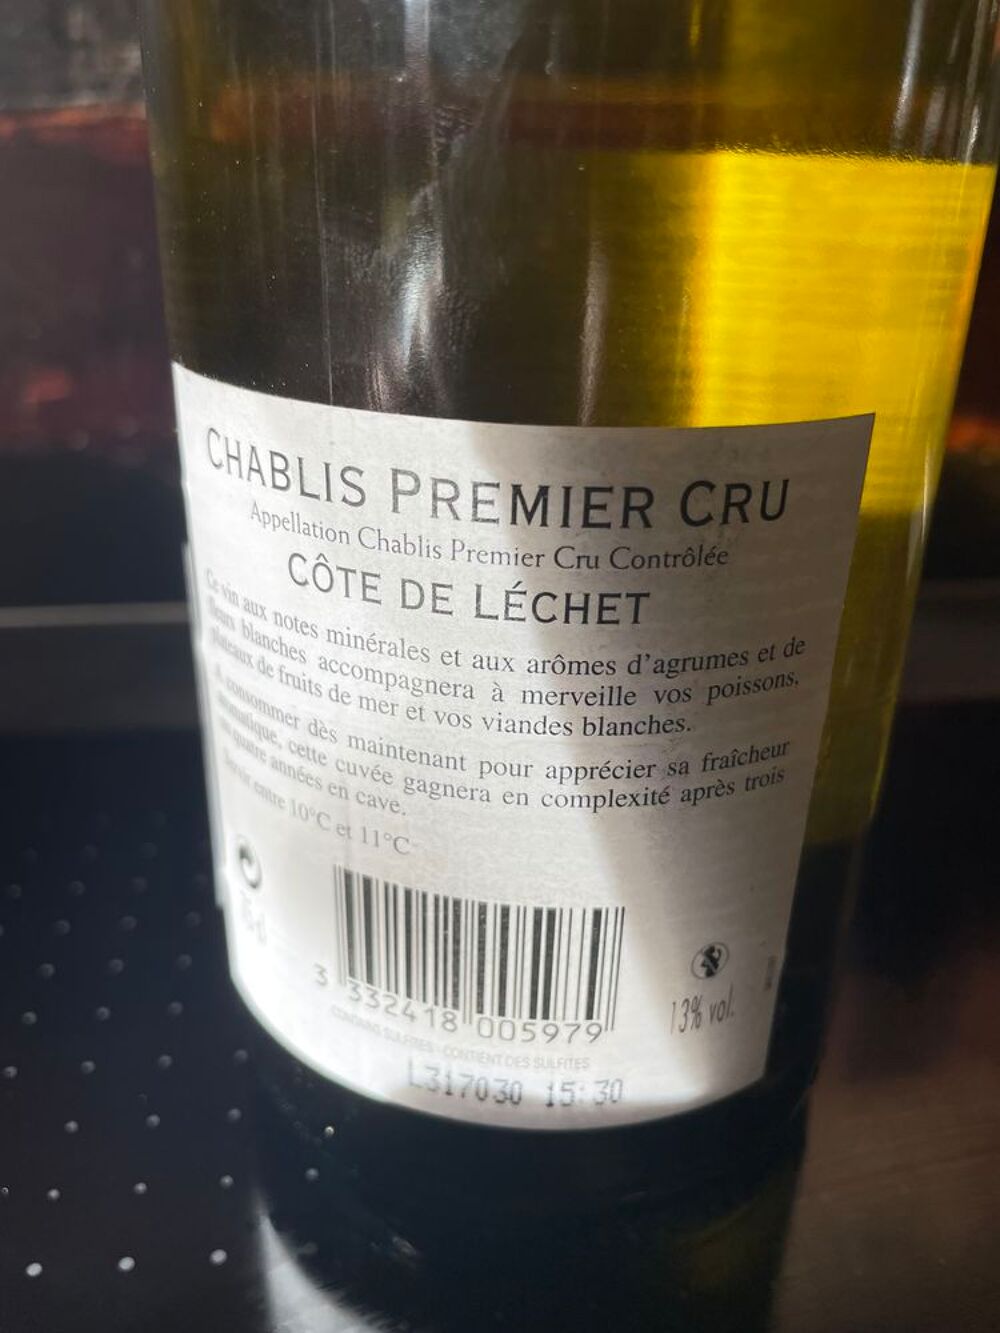 CHABLIS PREMIER CRU
Appellation Chablis Premier Cru Contrôlée
CÔTE DE LÉCHET
Ce vin aux notes minérales et aux arômes d'agrumes et de
fleurs blanches accompagnera à merveille vos poissons,
plateaux de fruits de mer et vos viandes blanches.
A consommer dès maintenant pour apprécier sa fraîcheur
aromatique, cette cuvée gagnera en complexité après trois
ou quatre années en cave.
Servir entre 10°C et 11°C
3 332418 005979
13% vol.
CONTAINS SULFITES - CONTIENT DES SULFITES
L317030 15:30